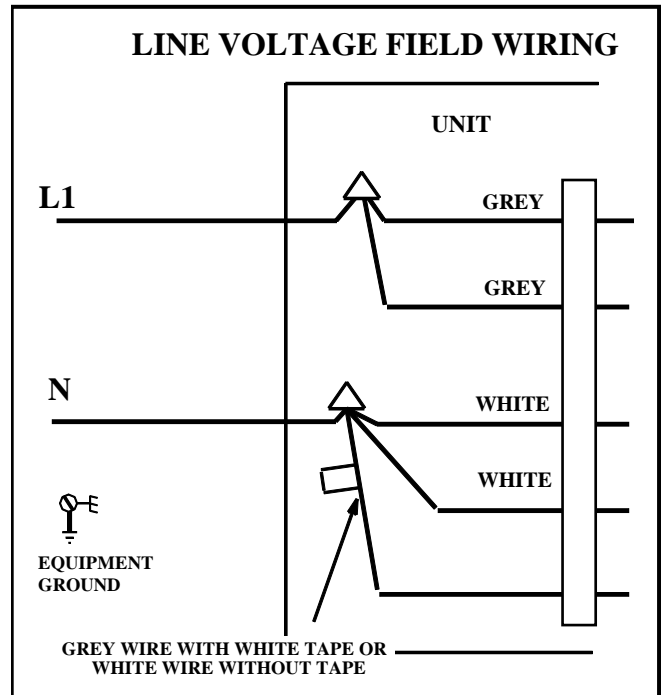 LINE VOLTAGE FIELD WIRING
UNIT
L1
GREY
GREY
N
WHITE
WHITE
EQUIPMENT
GROUND
GREY WIRE WITH WHITE TAPE OR
WHITE WIRE WITHOUT TAPE